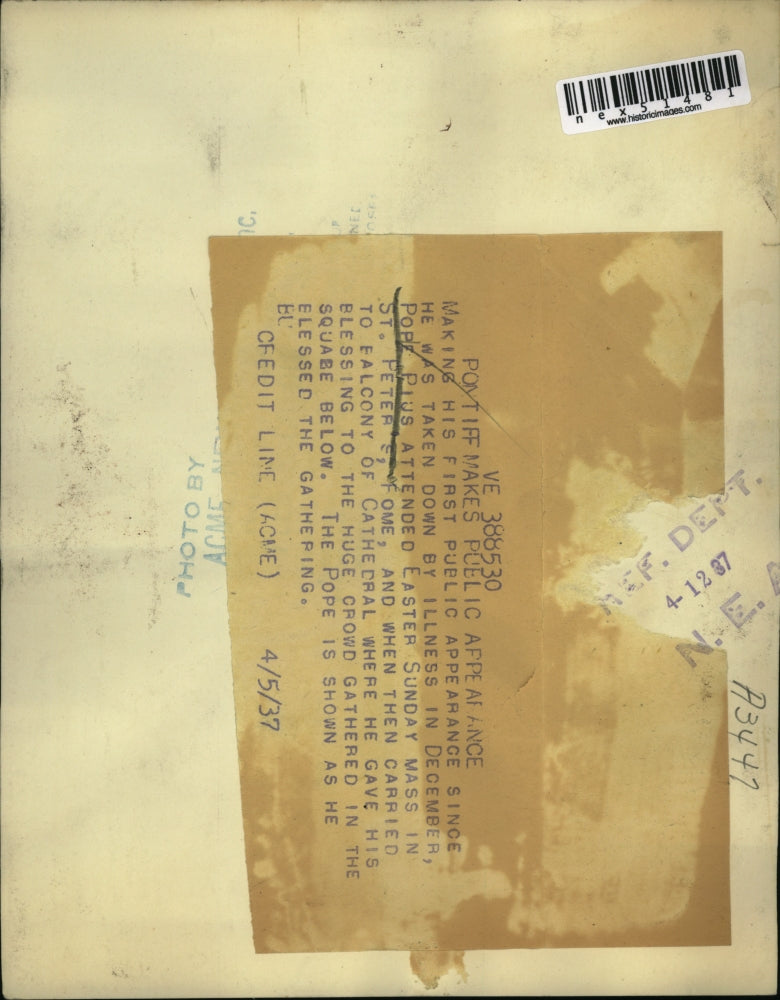 nex51481
www.historicimages.com
VE 388530
PONTIFF MAKES PUBLIC APPEARANCE
MAKING HIS FIRST PUBLIC APPEARANCE SINCE
HE WAS TAKEN DOWN BY ILLNESS IN DECEMBER,
POPE PIUS ATTENDED EASTER SUNDAY MASS IN
ST. PETER'S, ROME, AND WHEN THEN CARRIED
TO BALCONY OF CATHEDRAL WHERE HE GAVE HIS
BLESSING TO THE HUGE CROWD GATHERED IN THE
SQUARE BELOW. THE POPE IS SHOWN AS HE
BLESSED THE GATHERING.
BU
CREDIT LINE (ACME) 4/5/37
REF. DEPT.
4-12 37
N. E. A
A3447
PHOTO BY
ACME